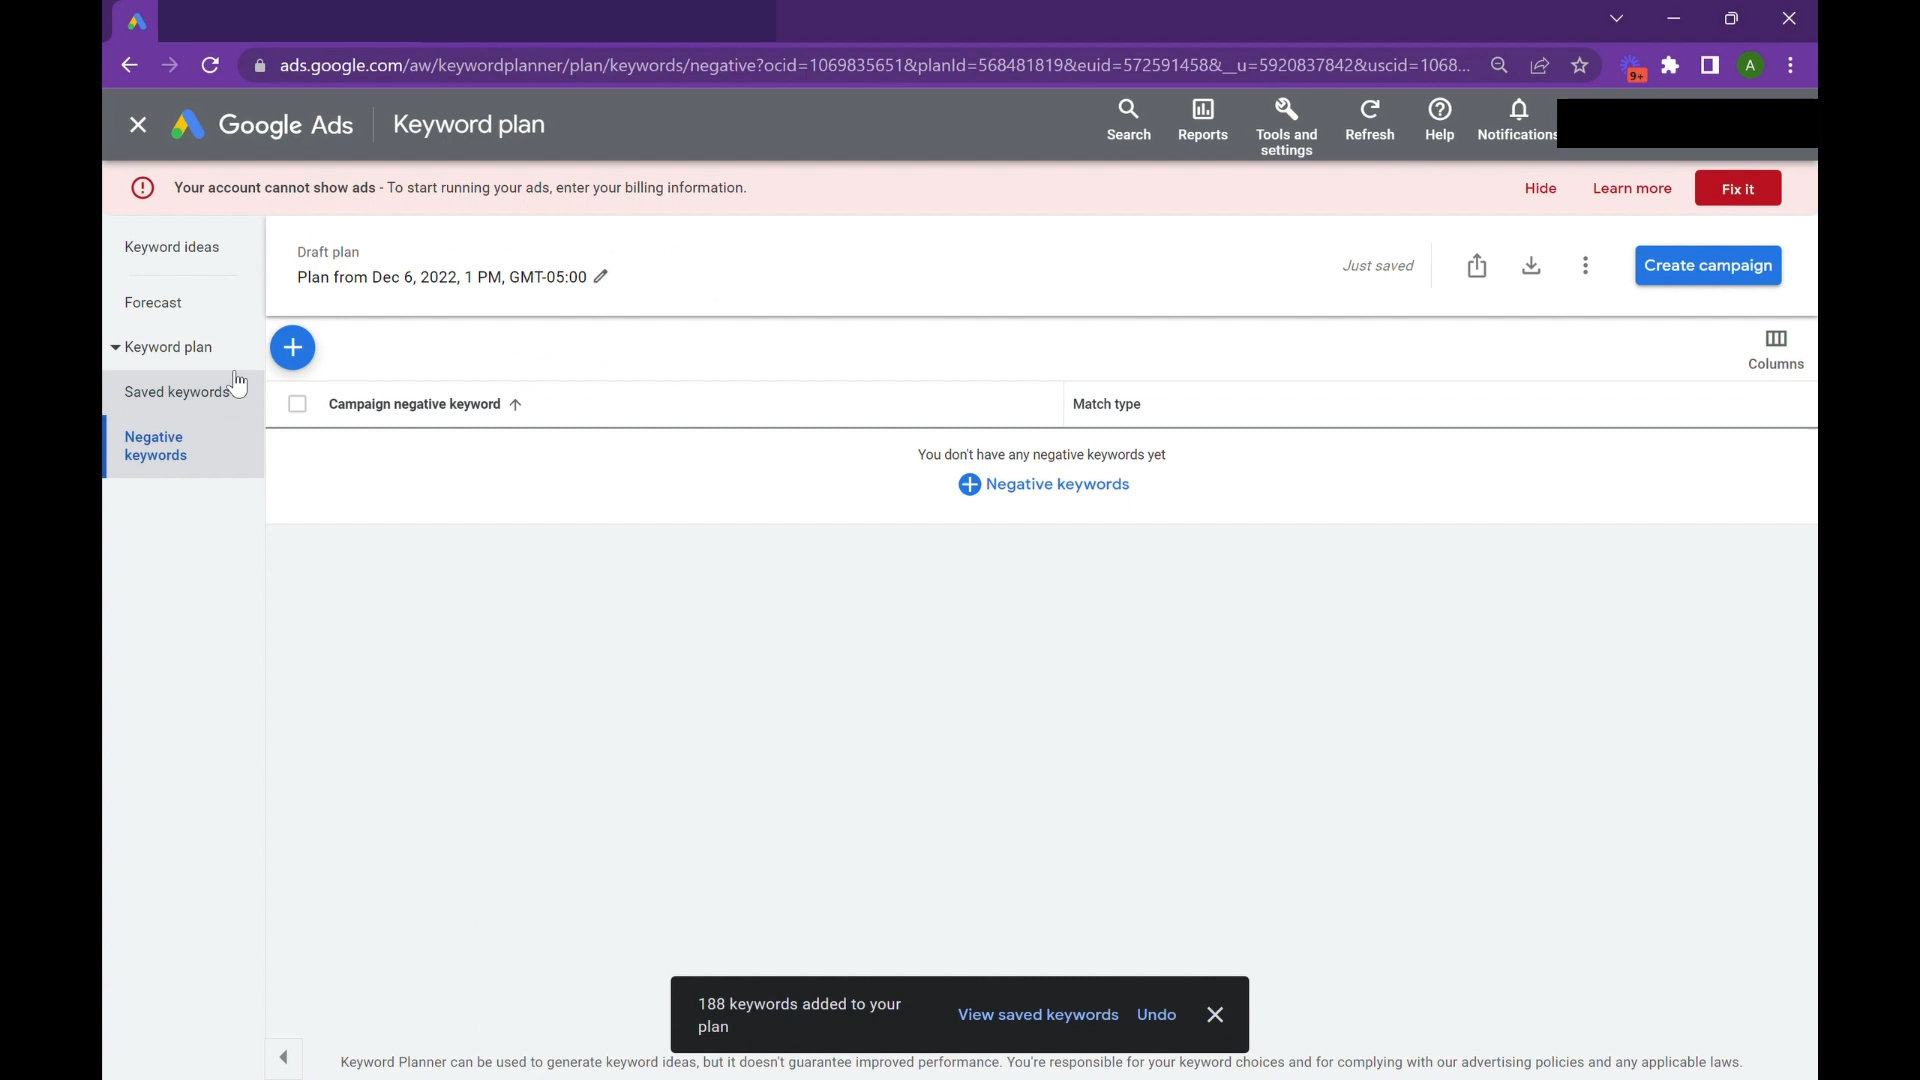 ads.google.com/aw/keywordplanner/plan/keywords/negative?ocid=1069835651&planId=568481819&euid=572591458&__u=5920837842&uscid=1068...
9+
A
Google Ads
Keyword plan
Search
Reports
Tools and
settings
Refresh
Help
Notifications
Your account cannot show ads - To start running your ads, enter your billing information.
Hide
Learn more
Fix it
Keyword ideas
Forecast
Keyword plan
Saved keywords
Negative
keywords
Draft plan
Plan from Dec 6, 2022, 1 PM, GMT-05:00
Just saved
Create campaign
Columns
Campaign negative keyword
Match type
You don't have any negative keywords yet
Negative keywords
188 keywords added to your
plan
View saved keywords
Undo
Keyword Planner can be used to generate keyword ideas, but it doesn't guarantee improved performance. You're responsible for your keyword choices and for complying with our advertising policies and any applicable laws.